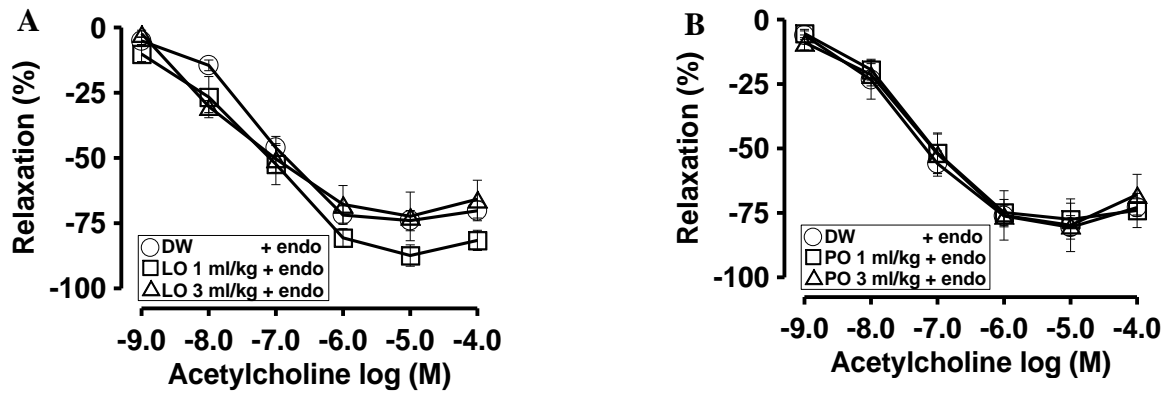 A
0
-25
-50
-75
-100
Relaxation (%)
DW + endo
LO 1 ml/kg + endo
LO 3 ml/kg + endo
-9.0 -8.0 -7.0 -6.0 -5.0 -4.0
Acetylcholine log (M)
B
0
-25
-50
-75
-100
Relaxation (%)
DW + endo
PO 1 ml/kg + endo
PO 3 ml/kg + endo
-9.0 -8.0 -7.0 -6.0 -5.0 -4.0
Acetylcholine log (M)